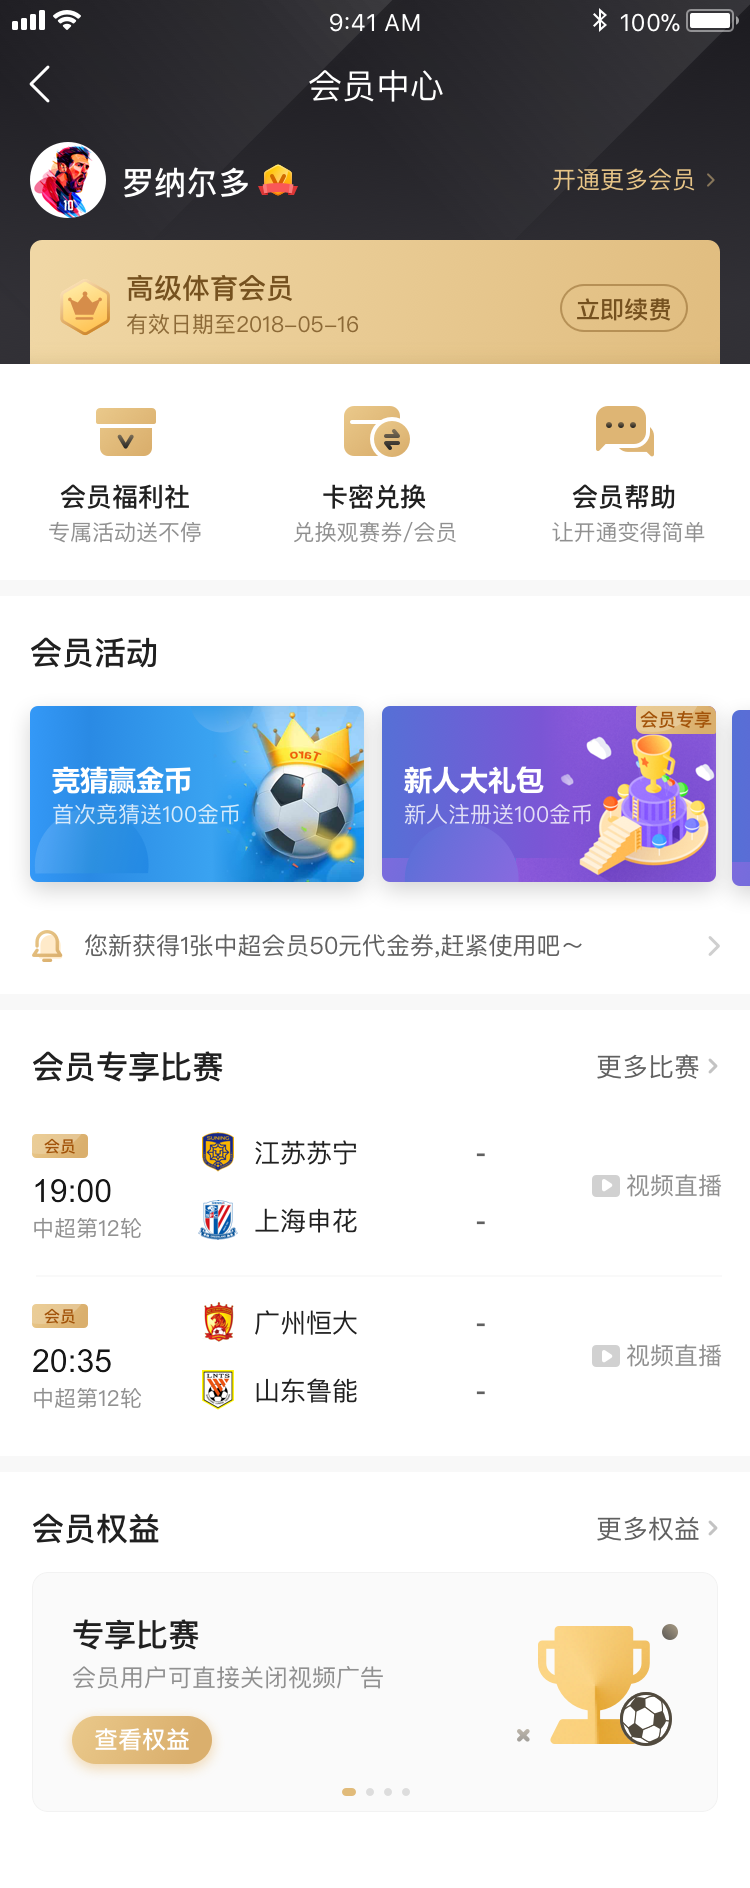 9:41 AM
100%
会员中心
罗纳尔多
开通更多会员
高级体育会员
有效日期至2018-05-16
立即续费
会员福利社
卡密兑换
会员帮助
专属活动送不停
兑换观赛券/会员
让开通变得简单
会员活动
竞猜赢金币
首次竞猜送100金币
Taro
会员专享
新人大礼包
新人注册送100金币
您新获得1张中超会员50元代金券,赶紧使用吧~
会员专享比赛
更多比赛
会员
19:00
中超第12轮
SUNING
江苏苏宁
-
上海申花
-
视频直播
会员
20:35
中超第12轮
广州恒大
-
LNTS
山东鲁能
-
视频直播
会员权益
更多权益
专享比赛
会员用户可直接关闭视频广告
查看权益